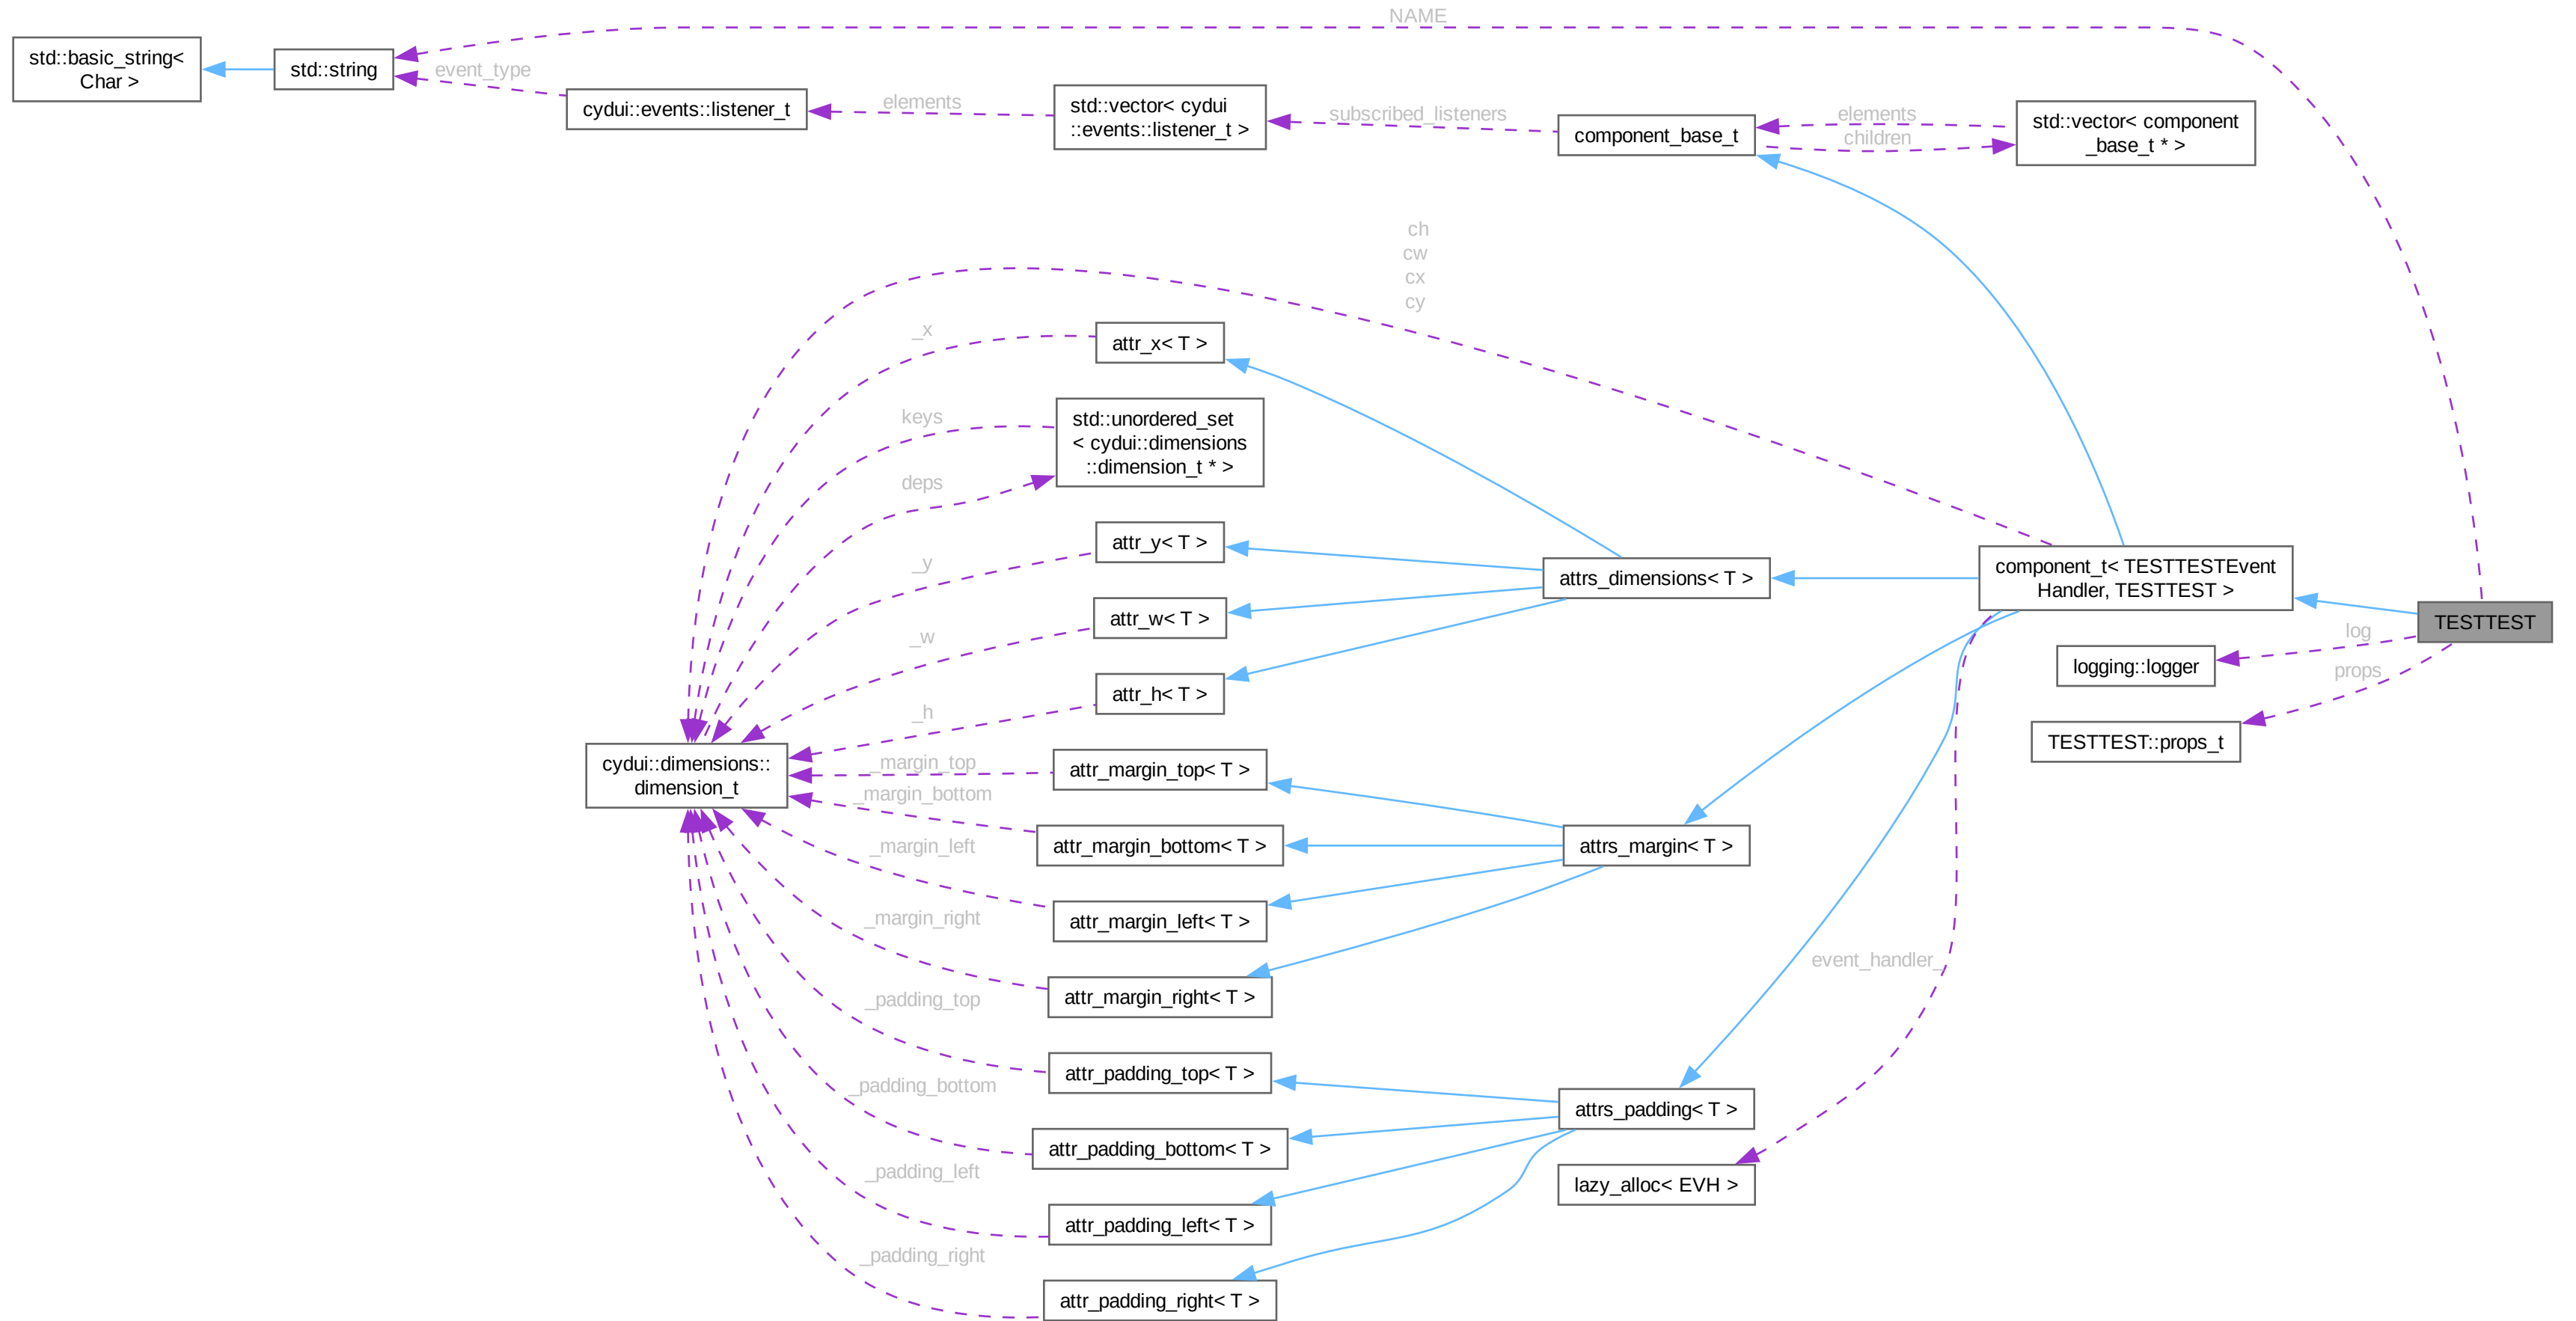 NAME
std::basic_string<
Char >
std::string
event_type
cydui::events::listener_t
elements
std::vector< cydui
::events::listener_t >
subscribed_listeners
component_base_t
elements
children
std::vector< component
_base_t * >
ch
cw
cx
cy
_x
attr_x< T >
keys
std::unordered_set
< cydui::dimensions
::dimension_t * >
deps
attr_y< T >
_y
attrs_dimensions< T >
component_t< TESTTESTEvent
Handler, TESTTEST >
attr_w< T >
_w
TESTTEST
log
logging::logger
props
attr_h< T >
_h
TESTTEST::props_t
cydui::dimensions::
dimension_t
_margin_top
attr_margin_top< T >
_margin_bottom
attr_margin_bottom< T >
attrs_margin< T >
_margin_left
attr_margin_left< T >
_margin_right
event_handler_
attr_margin_right< T >
_padding_top
attr_padding_top< T >
_padding_bottom
attrs_padding< T >
attr_padding_bottom< T >
_padding_left
lazy_alloc< EVH >
attr_padding_left< T >
_padding_right
attr_padding_right< T >